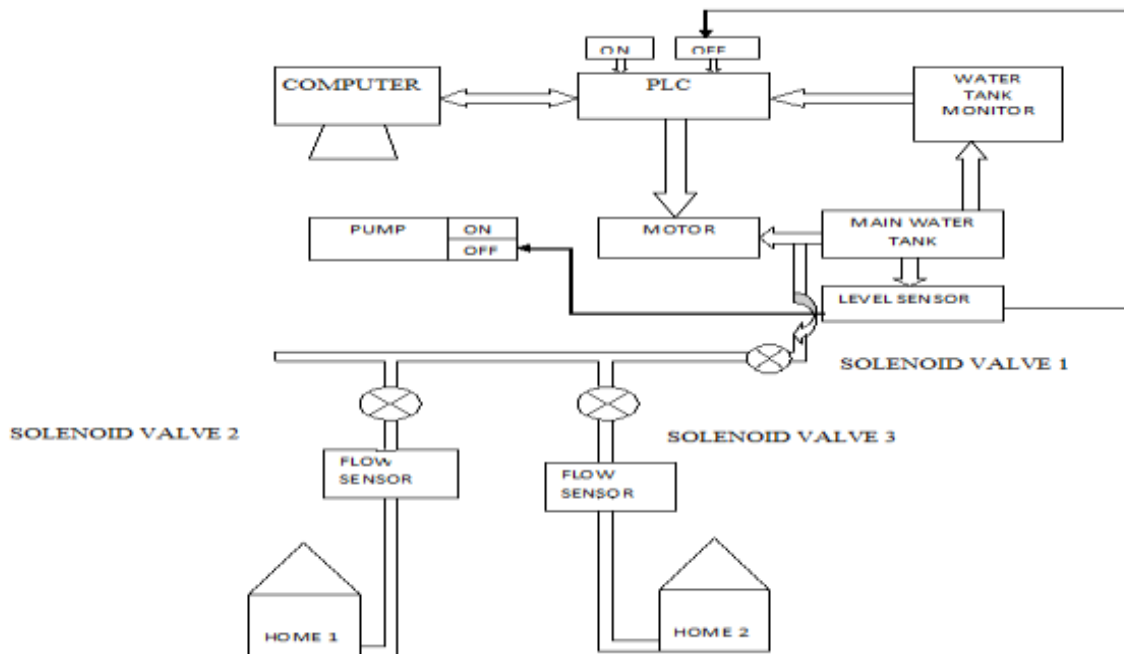 ON
OFF
COMPUTER
PLC
WATER
TANK
MONITOR
PUMP
ON
OFF
MOTOR
MAIN WATER
TANK
LEVEL SENSOR
SOLENOID VALVE 1
SOLENOID VALVE 2
SOLENOID VALVE 3
FLOW
SENSOR
FLOW
SENSOR
HOME 1
HOME 2